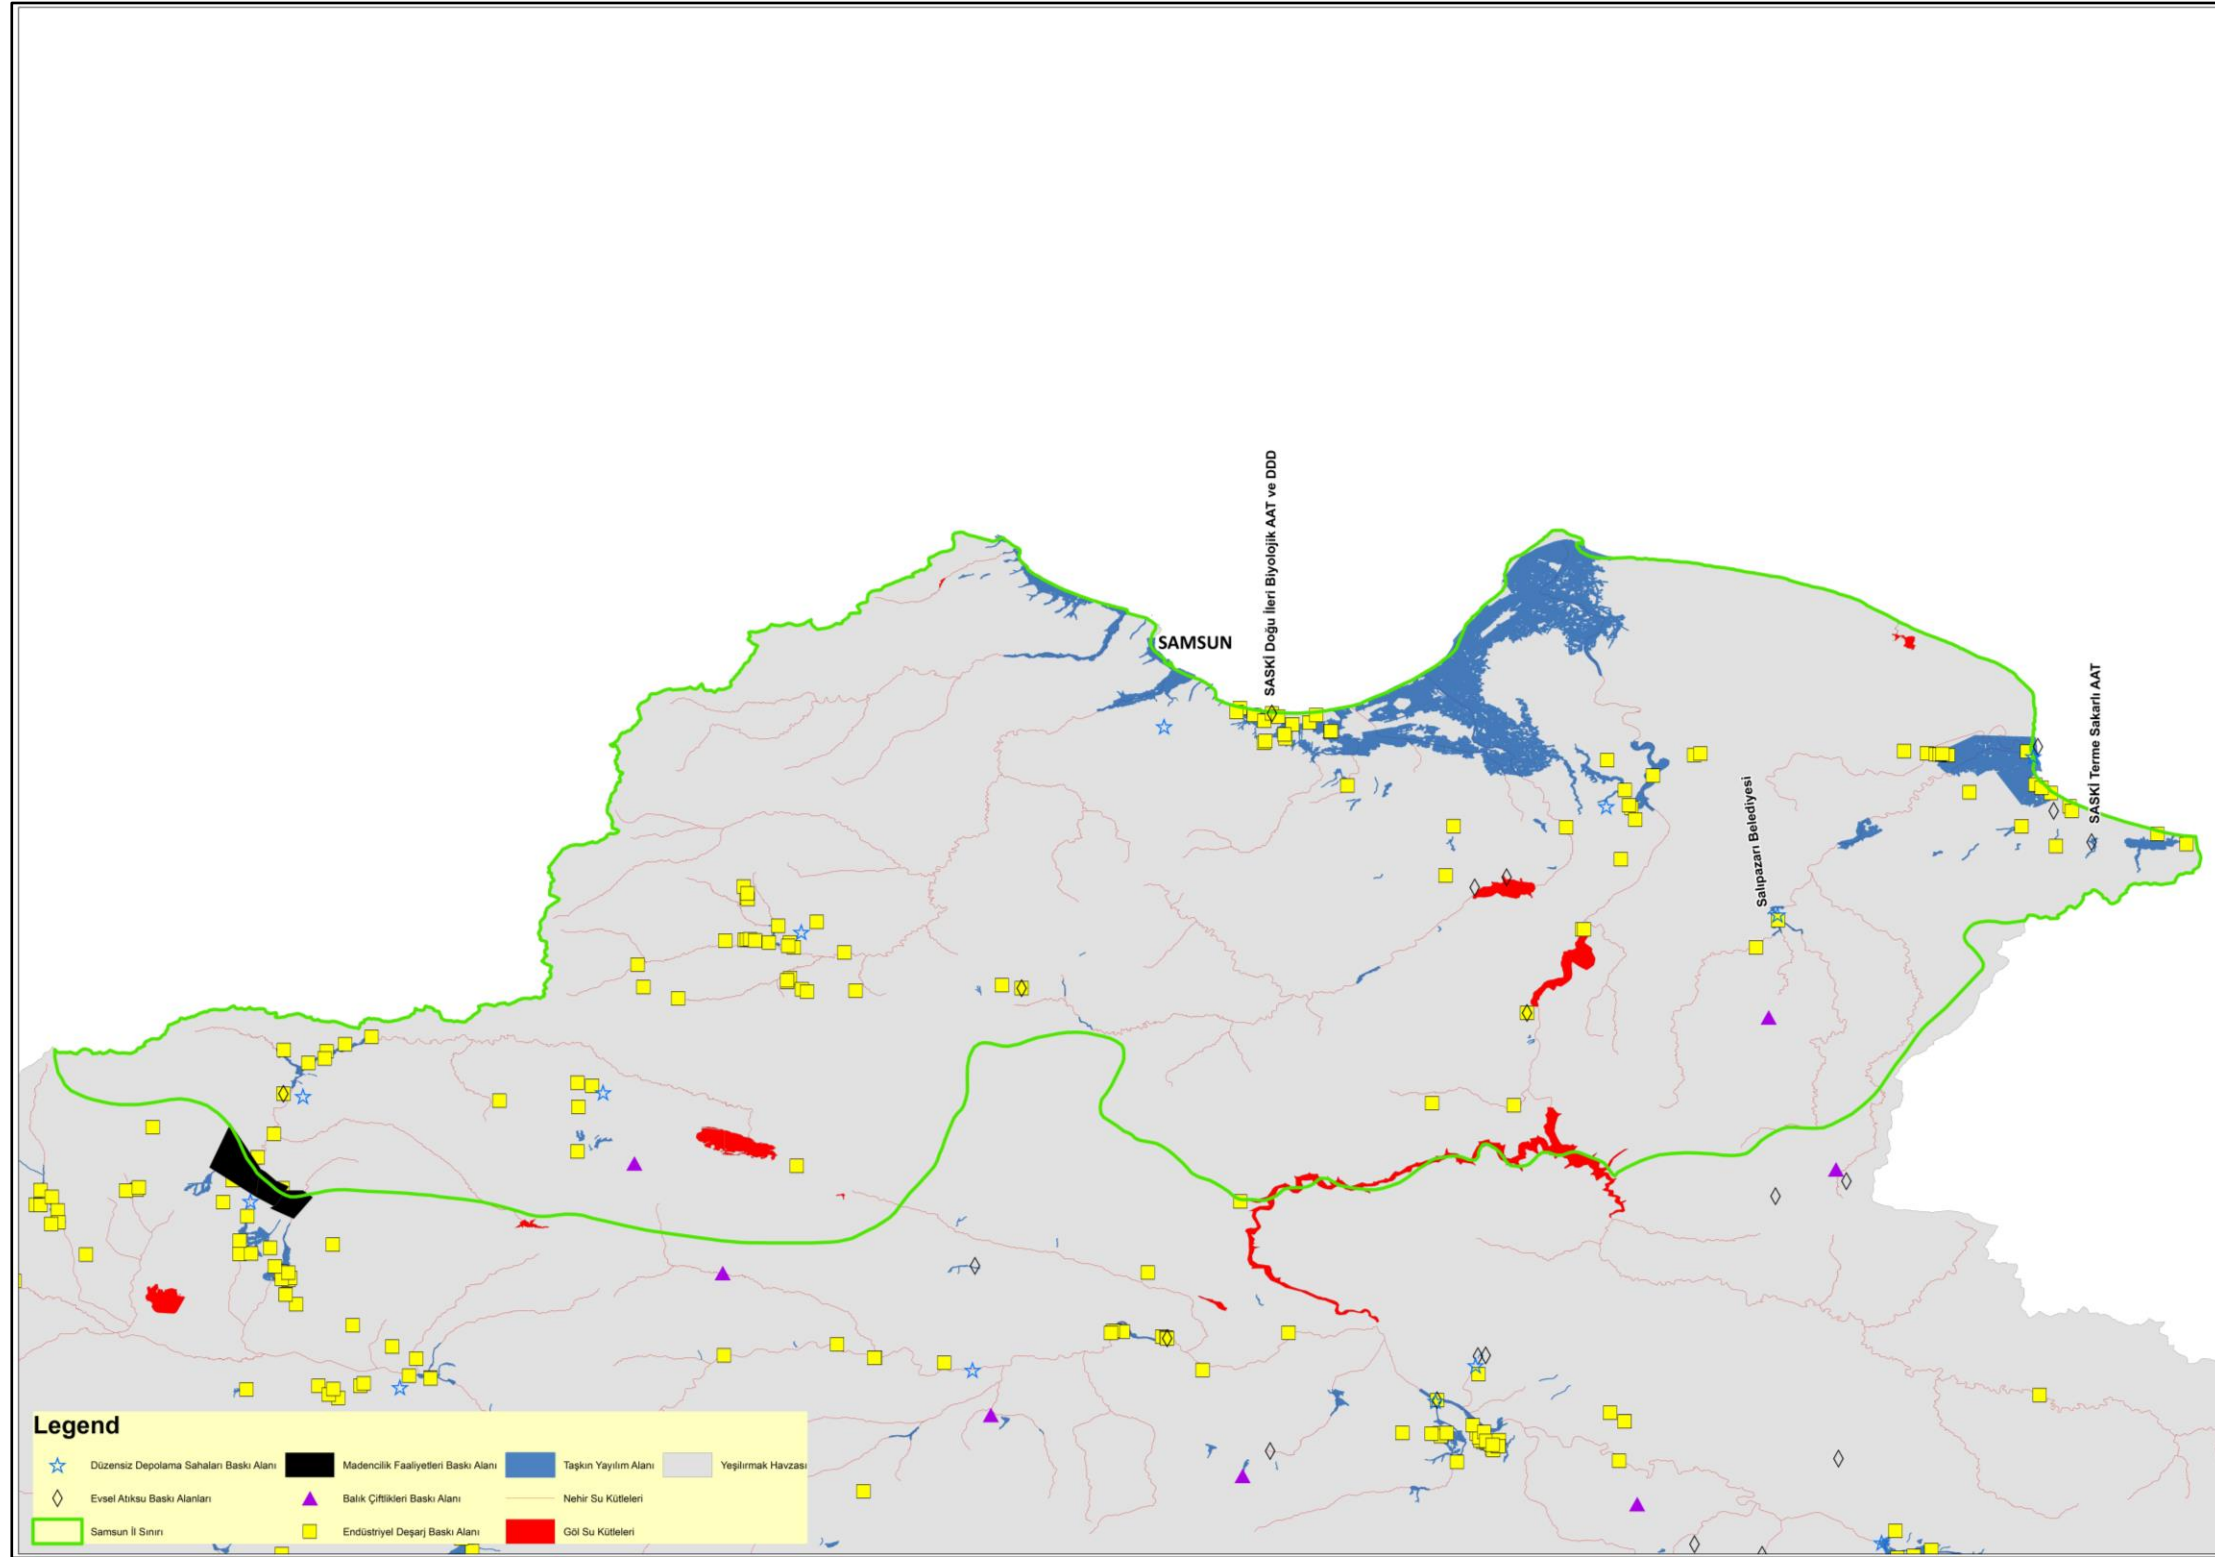 SASKİ Doğu İleri Biyolojik AAT ve DDD
SAMSUN
SASKİ Terme Sakarlı AAT
Salıpazarı Belediyesi
Legend
Düzensiz Depolama Sahaları Baskı Alanı
Madencilik Faaliyetleri Baskı Alanı
Taşkın Yayılım Alanı
Yeşilırmak Havzası
Evsel Atıksu Baskı Alanları
Balık Çiftlikleri Baskı Alanı
Nehir Su Kütleleri
Samsun İl Sınırı
Endüstriyel Deşarj Baskı Alanı
Göl Su Kütleleri